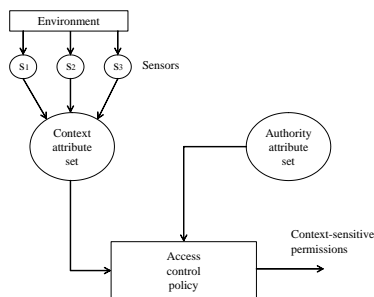 Environment
S1
S2
S3
Sensors
Context
attribute
set
Authority
attribute
set
Context-sensitive
permissions
Access
control
policy